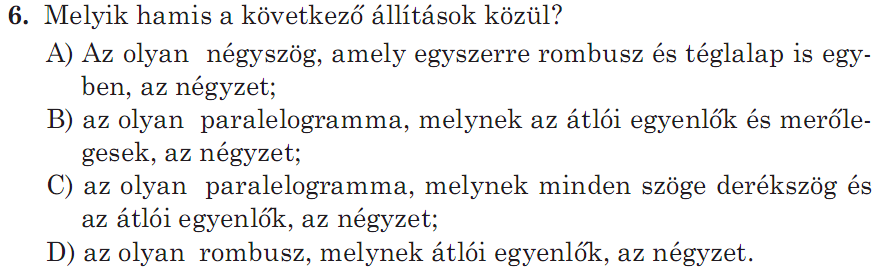 6. Melyik hamis a következő állítások közül?
A) Az olyan négyszög, amely egyszerre rombusz és téglalap is egy-
ben, az négyzet;
B) az olyan paralelogramma, melynek az átlói egyenlők és merőle-
gesek, az négyzet;
C) az olyan paralelogramma, melynek minden szöge derékszög és
az átlói egyenlők, az négyzet;
D) az olyan rombusz, melynek átlói egyenlők, az négyzet.